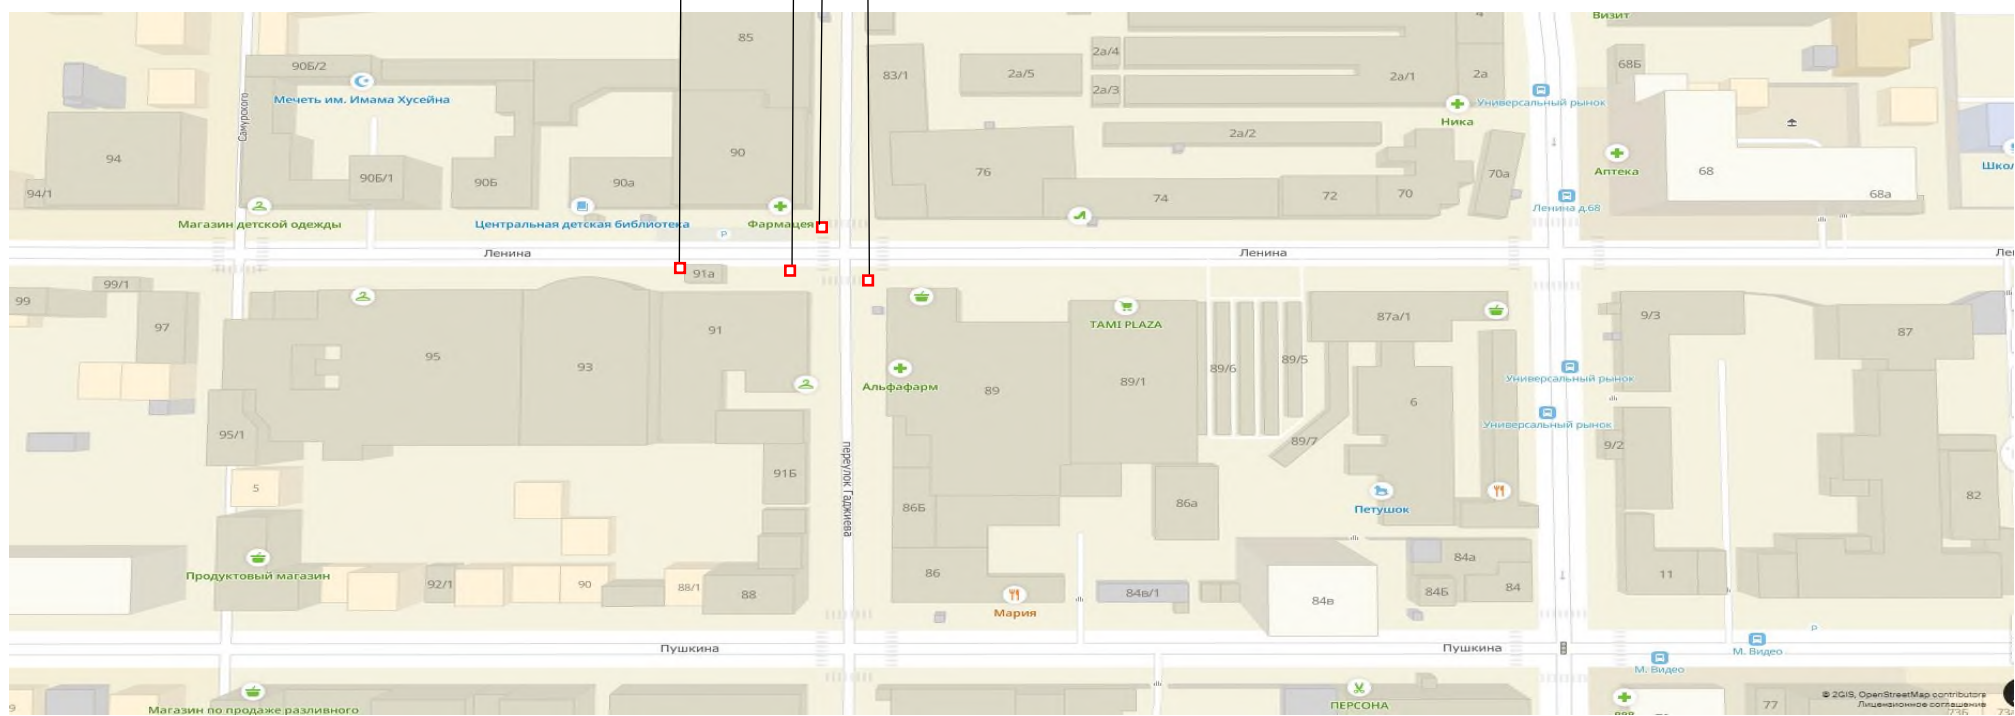 Визит
85
90Б/2
83/1
2а/5
2а/4
2а/3
2а/1
2а
68Б
Универсальный рынок
Мечеть им. Имама Хусейна
Ника
Самурского
2а/2
94
90
76
70а
Аптека
68
Шко
90Б/1
90Б
90а
94/1
74
72
70
68а
Ленина д.68
Магазин детской одежды
Центральная детская библиотека
P
Фармацея
Ленина
Ленина
91а
99/1
99
97
91
TAMI PLAZA
87а/1
9/3
87
95
93
89/6
89/5
Альфафарм
89
89/1
Универсальный рынок
6
Универсальный рынок
95/1
89/7
9/2
переулок Гаджиева
91Б
5
86Б
86а
82
Петушок
Продуктовый магазин
92/1
90
88/1
88
86
84в/1
84в
84а
84Б
84
11
Мария
Пушкина
Пушкина
P
М. Видео
М. Видео
Магазин по продаже разливного
ПЕРСОНА
77
© 2GIS, OpenStreetMap contributors
Лицензионное соглашение
73Б